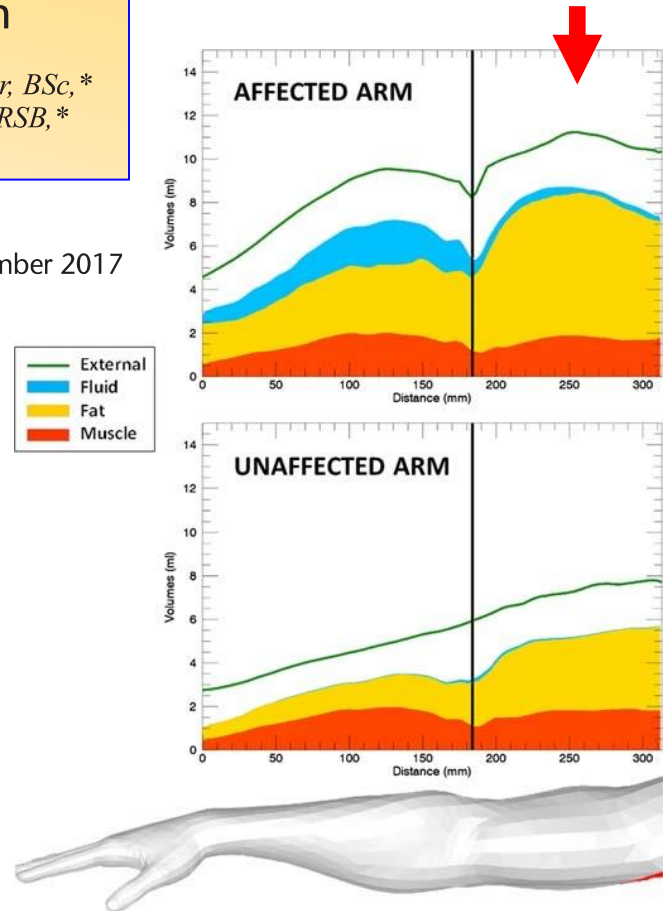 r, BSc,*
RSB,*
mber 2017
External
Fluid
Fat
Muscle
AFFECTED ARM
Volumes (ml)
14
12
10
8
6
4
2
0
0 50 100 150 200 250 300
Distance (mm)
UNAFFECTED ARM
Volumes (ml)
14
12
10
8
6
4
2
0
0 50 100 150 200 250 300
Distance (mm)